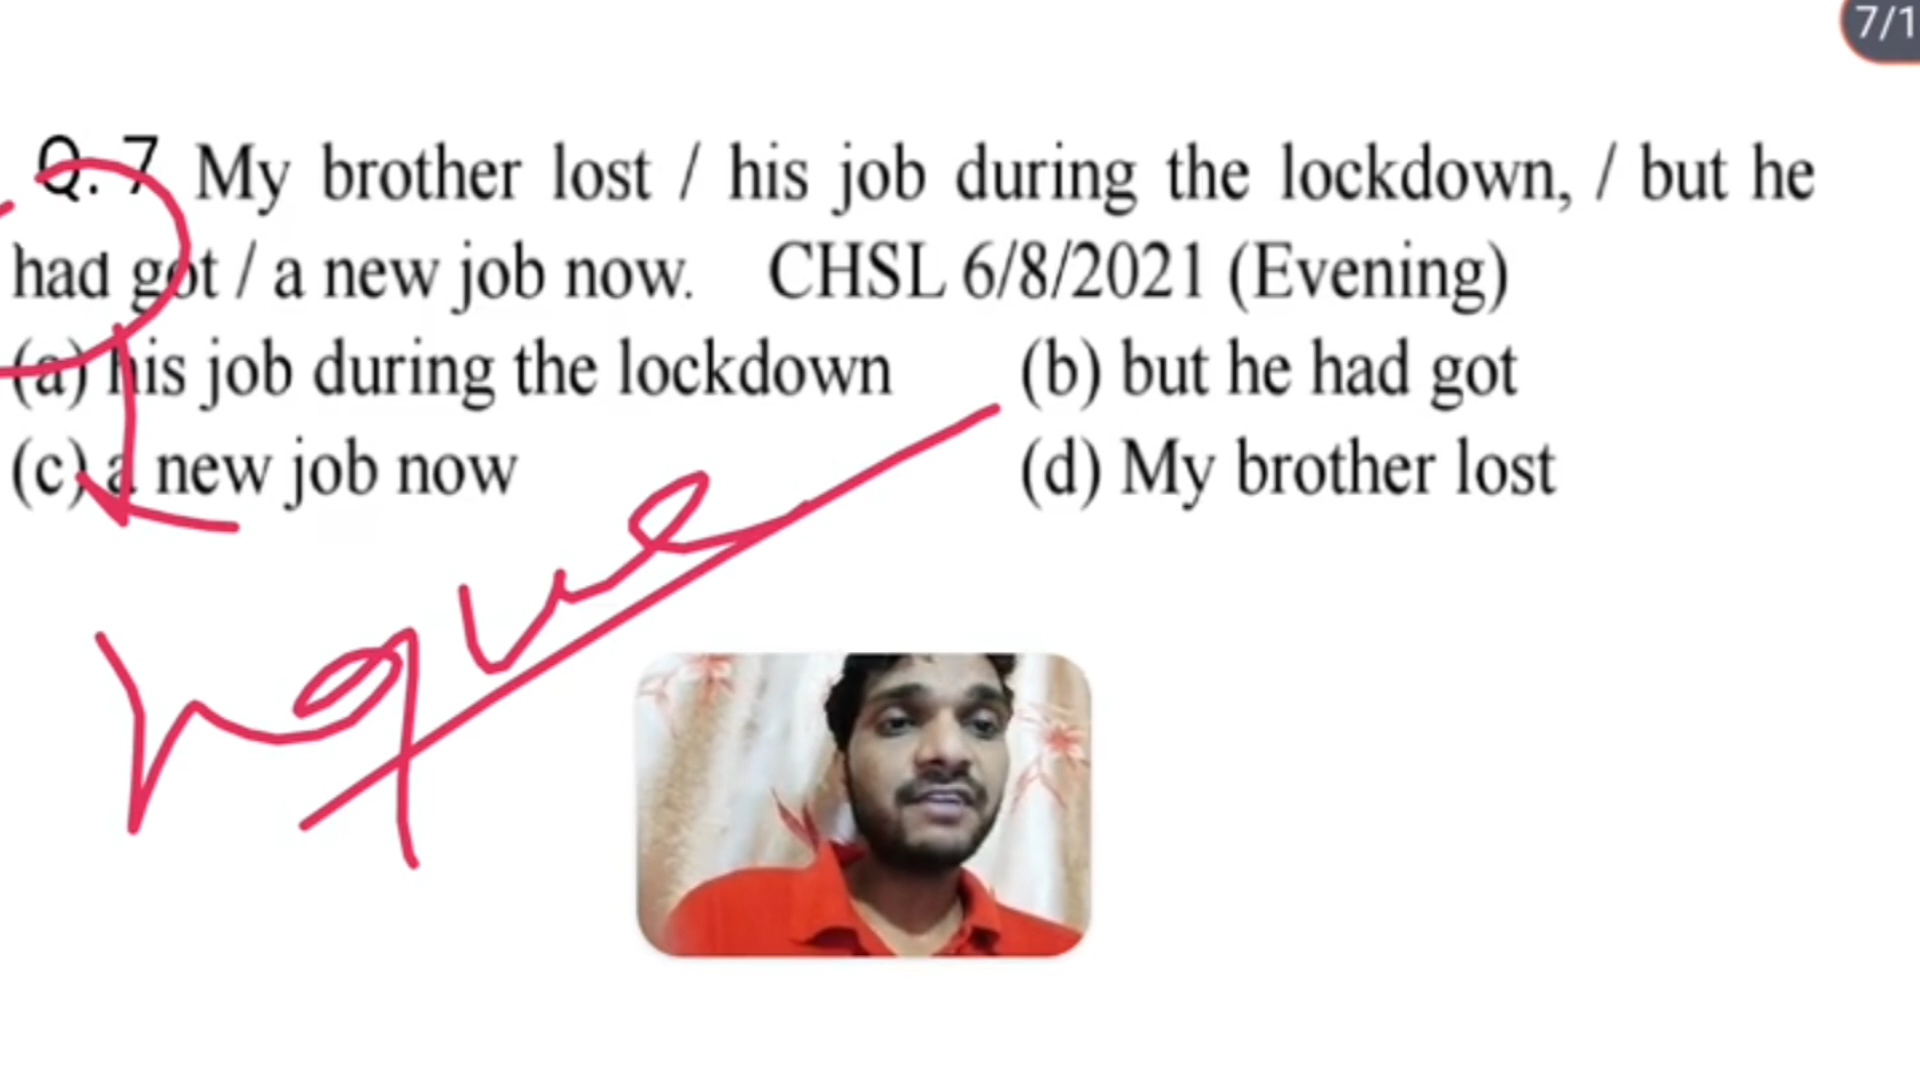 7/1
Q. 7 My brother lost / his job during the lockdown, / but he
had got / a new job now. CHSL 6/8/2021 (Evening)
(a) his job during the lockdown (b) but he had got
(c) a new job now (d) My brother lost